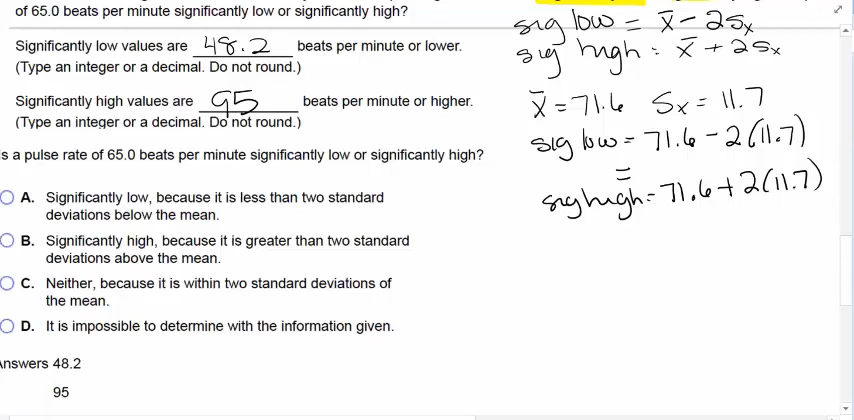 of 65.0 beats per minute significantly low or significantly high?
Significantly low values are 48.2 beats per minute or lower.
(Type an integer or a decimal. Do not round.)
Significantly high values are 95 beats per minute or higher.
(Type an integer or a decimal. Do not round.)
Is a pulse rate of 65.0 beats per minute significantly low or significantly high?
A. Significantly low, because it is less than two standard
deviations below the mean.
B. Significantly high, because it is greater than two standard
deviations above the mean.
C. Neither, because it is within two standard deviations of
the mean.
D. It is impossible to determine with the information given.
Answers 48.2
95
sig low = x̄ - 2Sx
sig high = x̄ + 2Sx
x̄ = 71.6 Sx = 11.7
sig low = 71.6 - 2(11.7)
=
sig high = 71.6 + 2(11.7)